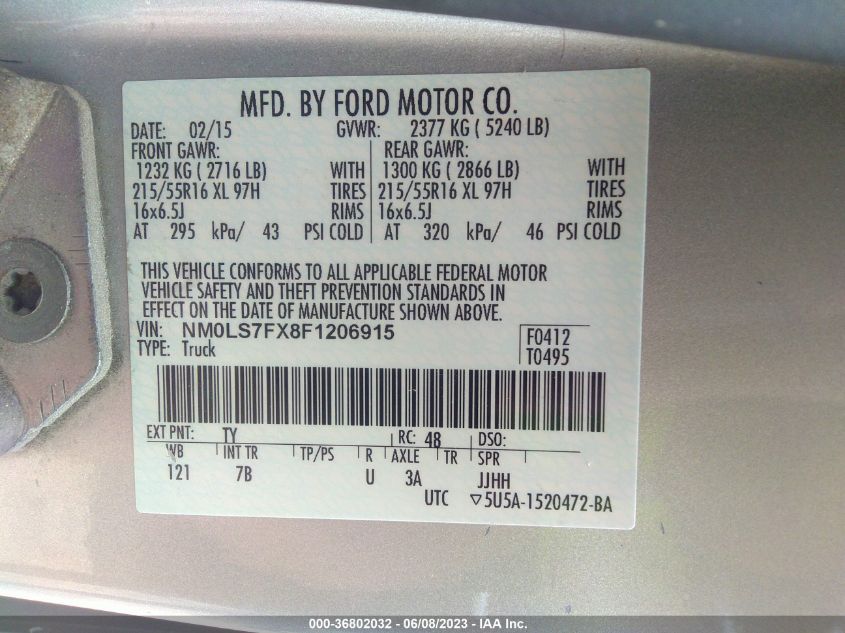 MFD. BY FORD MOTOR CO.
DATE: 02/15 GVWR: 2377 KG ( 5240 LB)
FRONT GAWR: REAR GAWR:
1232 KG ( 2716 LB) WITH 1300 KG ( 2866 LB) WITH
215/55R16 XL 97H TIRES 215/55R16 XL 97H TIRES
16x6.5J RIMS 16x6.5J RIMS
AT 295 kPa/ 43 PSI COLD AT 320 kPa/ 46 PSI COLD
THIS VEHICLE CONFORMS TO ALL APPLICABLE FEDERAL MOTOR
VEHICLE SAFETY AND THEFT PREVENTION STANDARDS IN
EFFECT ON THE DATE OF MANUFACTURE SHOWN ABOVE.
VIN: NM0LS7FX8F1206915 F0412
TYPE: Truck T0495
EXT PNT: TY RC: 48 DSO:
WB INT TR TP/PS R AXLE TR SPR
121 7B U 3A JJHH
UTC ▽5U5A-1520472-BA
000-36802032 - 06/08/2023 - IAA Inc.